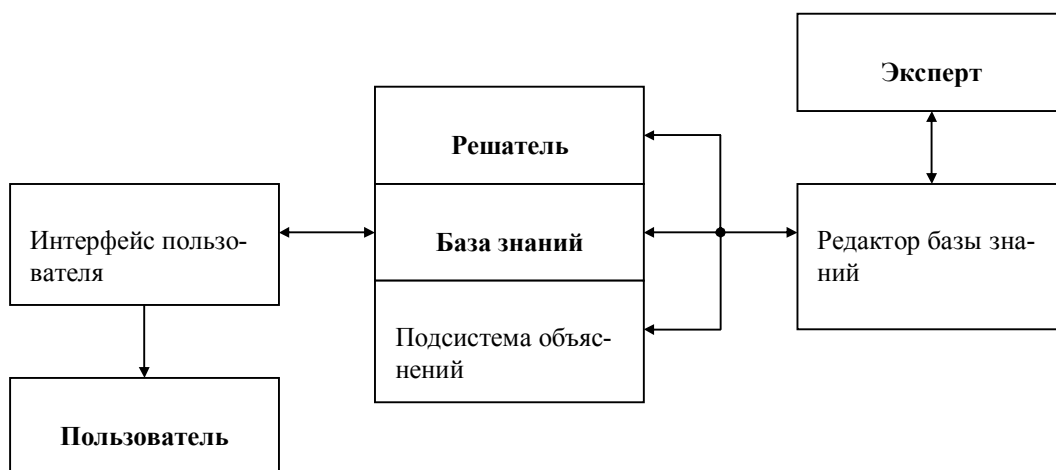 Эксперт
Решатель
Интерфейс пользо-
вателя
База знаний
Редактор базы зна-
ний
Подсистема объяс-
нений
Пользователь